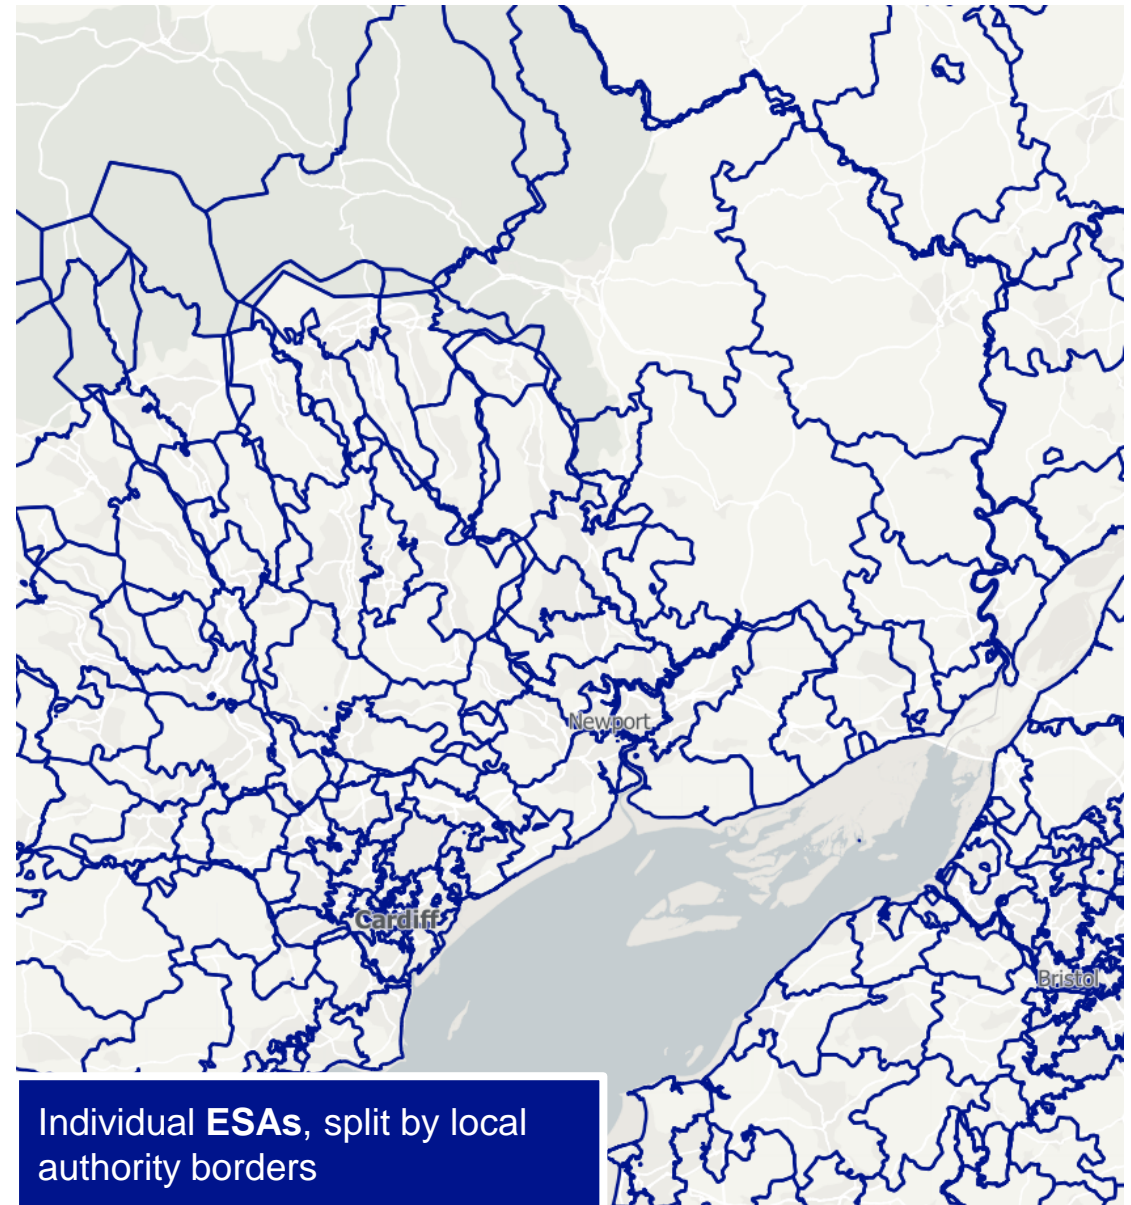 Newport
Cardiff
Bristol
Individual ESAs, split by local
authority borders